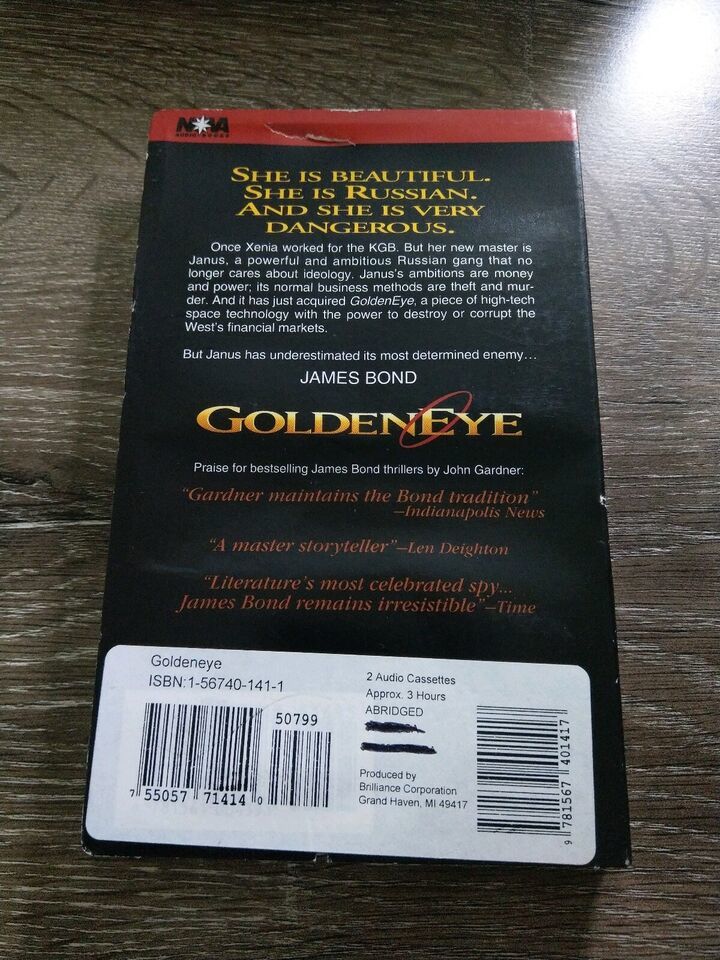 NOVA
AUDIO BOOKS
SHE IS BEAUTIFUL.
SHE IS RUSSIAN.
AND SHE IS VERY
DANGEROUS.
Once Xenia worked for the KGB. But her new master is
Janus, a powerful and ambitious Russian gang that no
longer cares about ideology. Janus's ambitions are money
and power; its normal business methods are theft and mur-
der. And it has just acquired GoldenEye, a piece of high-tech
space technology with the power to destroy or corrupt the
West's financial markets.
But Janus has underestimated its most determined enemy...
JAMES BOND
GOLDENEYE
Praise for bestselling James Bond thrillers by John Gardner:
"Gardner maintains the Bond tradition"
—Indianapolis News
"A master storyteller"—Len Deighton
"Literature's most celebrated spy...
James Bond remains irresistible"—Time
Goldeneye
ISBN:1-56740-141-1
50799
7 55057 71414 0
2 Audio Cassettes
Approx. 3 Hours
ABRIDGED
Produced by
Brilliance Corporation
Grand Haven, MI 49417
9 781567 401417